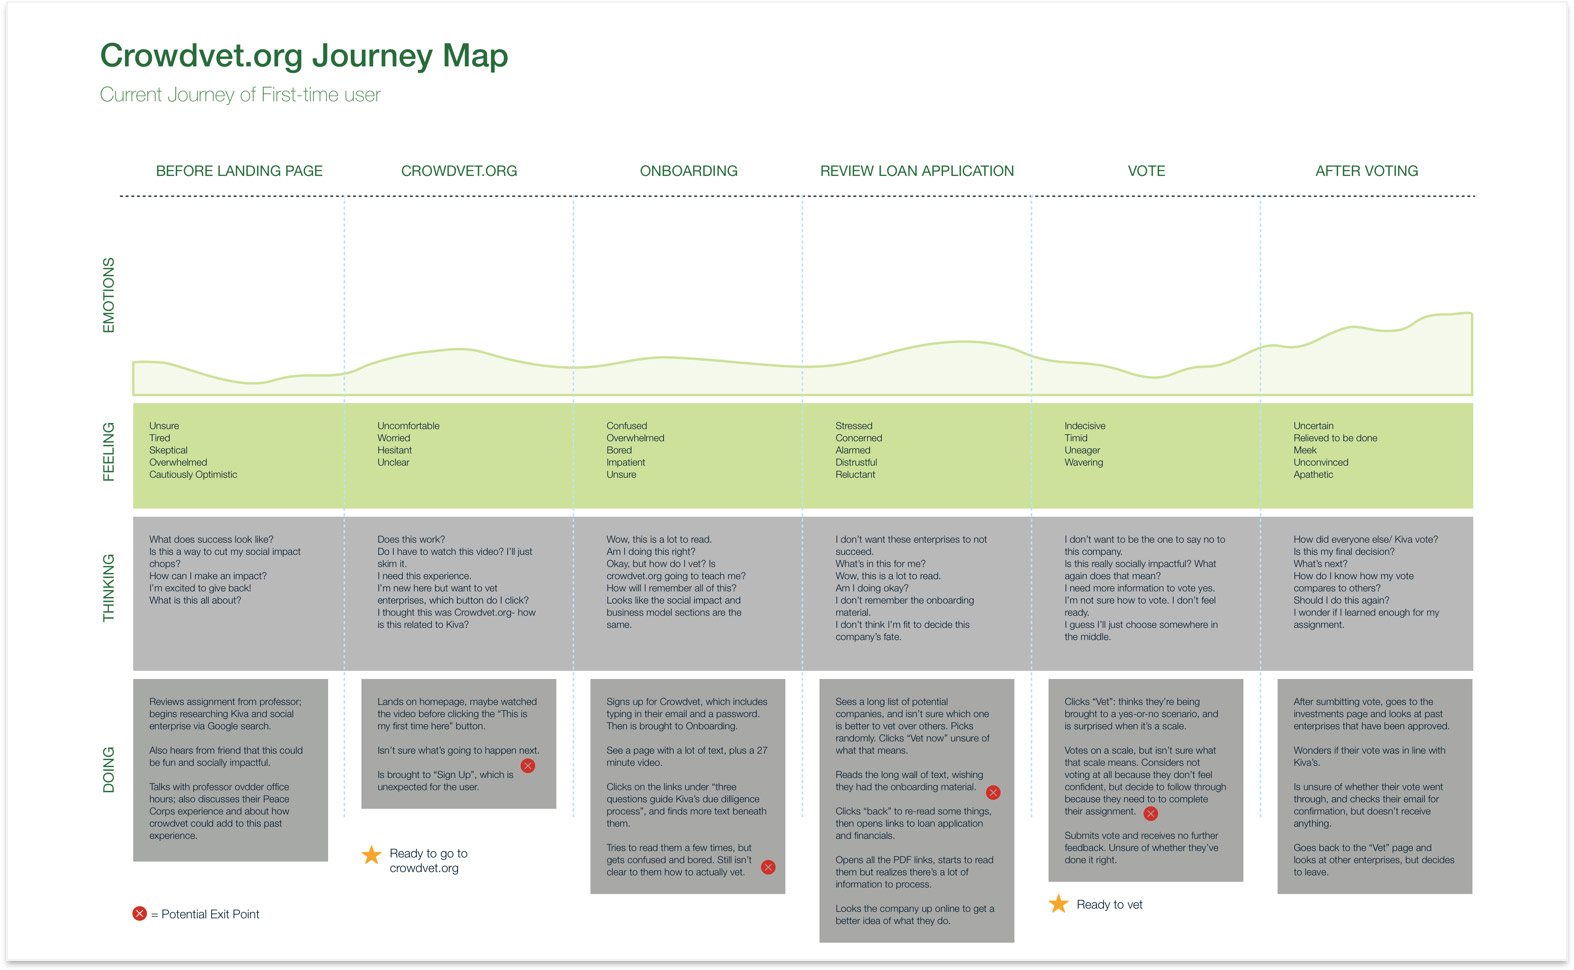 Crowdvet.org Journey Map
Current Journey of First-time user
BEFORE LANDING PAGE
CROWDVET.ORG
ONBOARDING
REVIEW LOAN APPLICATION
VOTE
AFTER VOTING
EMOTIONS
FEELING
Unsure
Tired
Skeptical
Overwhelmed
Cautiously Optimistic
Uncomfortable
Worried
Hesitant
Unclear
Confused
Overwhelmed
Bored
Impatient
Unsure
Stressed
Concerned
Alarmed
Distrustful
Reluctant
Indecisive
Timid
Uneager
Wavering
Uncertain
Relieved to be done
Meek
Unconvinced
Apathetic
THINKING
What does success look like?
Is this a way to cut my social impact
chops?
How can I make an impact?
I'm excited to give back!
What is this all about?
Does this work?
Do I have to watch this video? I'll just
skim it.
I need this experience.
I'm new here but want to vet
enterprises, which button do I click?
I thought this was Crowdvet.org- how
is this related to Kiva?
Wow, this is a lot to read.
Am I doing this right?
Okay, but how do I vet? Is
crowdvet.org going to teach me?
How will I remember all of this?
Looks like the social impact and
business model sections are the
same.
I don't want these enterprises to not
succeed.
What's in this for me?
Wow, this is a lot to read.
Am I doing okay?
I don't remember the onboarding
material.
I don't think I'm fit to decide this
company's fate.
I don't want to be the one to say no to
this company.
Is this really socially impactful? What
again does that mean?
I need more information to vote yes.
I'm not sure how to vote. I don't feel
ready.
I guess I'll just choose somewhere in
the middle.
How did everyone else/ Kiva vote?
Is this my final decision?
What's next?
How do I know how my vote
compares to others?
Should I do this again?
I wonder if I learned enough for my
assignment.
DOING
Reviews assignment from professor;
begins researching Kiva and social
enterprise via Google search.
Also hears from friend that this could
be fun and socially impactful.
Talks with professor ovdder office
hours; also discusses their Peace
Corps experience and about how
crowdvet could add to this past
experience.
Lands on homepage, maybe watched
the video before clicking the "This is
my first time here" button.
Isn't sure what's going to happen next.
Is brought to "Sign Up", which is
unexpected for the user.
Signs up for Crowdvet, which includes
typing in their email and a password.
Then is brought to Onboarding.
See a page with a lot of text, plus a 27
minute video.
Clicks on the links under "three
questions guide Kiva's due dilligence
process", and finds more text beneath
them.
Tries to read them a few times, but
gets confused and bored. Still isn't
clear to them how to actually vet.
Sees a long list of potential
companies, and isn't sure which one
is better to vet over others. Picks
randomly. Clicks "Vet now" unsure of
what that means.
Reads the long wall of text, wishing
they had the onboarding material.
Clicks "back" to re-read some things,
then opens links to loan application
and financials.
Opens all the PDF links, starts to read
them but realizes there's a lot of
information to process.
Looks the company up online to get a
better idea of what they do.
Clicks "Vet": thinks they're being
brought to a yes-or-no scenario, and
is surprised when it's a scale.
Votes on a scale, but isn't sure what
that scale means. Considers not
voting at all because they don't feel
confident, but decide to follow through
because they need to to complete
their assignment.
Submits vote and receives no further
feedback. Unsure of whether they've
done it right.
After sumbitting vote, goes to the
investments page and looks at past
enterprises that have been approved.
Wonders if their vote was in line with
Kiva's.
Is unsure of whether their vote went
through, and checks their email for
confirmation, but doesn't receive
anything.
Goes back to the "Vet" page and
looks at other enterprises, but decides
to leave.
Ready to go to
crowdvet.org
Ready to vet
= Potential Exit Point